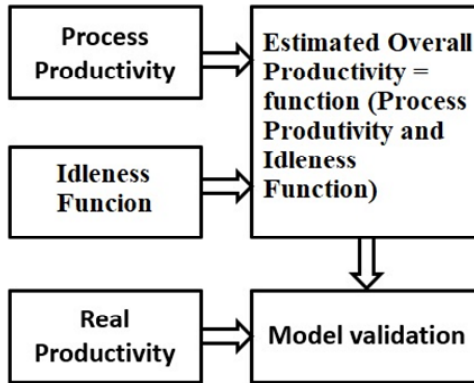 Process
Productivity
Estimated Overall
Productivity =
function (Process
Produtivity and
Idleness
Function)
Idleness
Funcion
Real
Productivity
Model validation